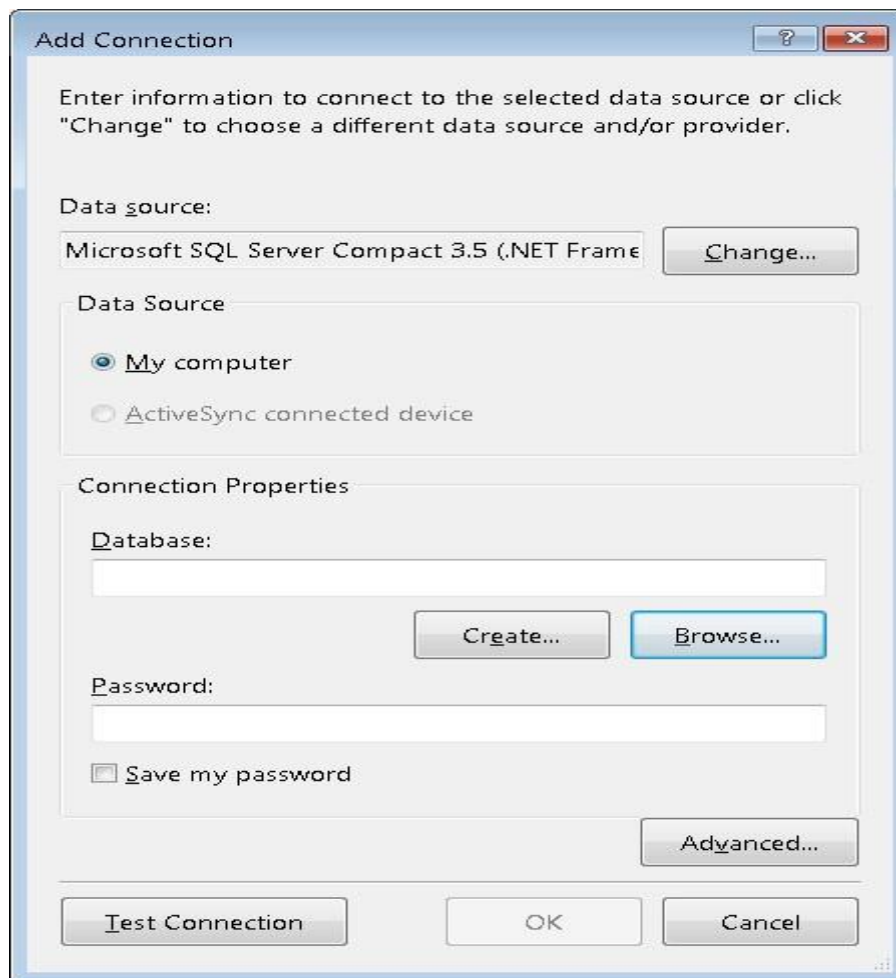 Add Connection
Enter information to connect to the selected data source or click
"Change" to choose a different data source and/or provider.
Data source:
Microsoft SQL Server Compact 3.5 (.NET Frame
Change...
Data Source
My computer
ActiveSync connected device
Connection Properties
Database:
Create...
Browse...
Password:
Save my password
Advanced...
Test Connection
OK
Cancel